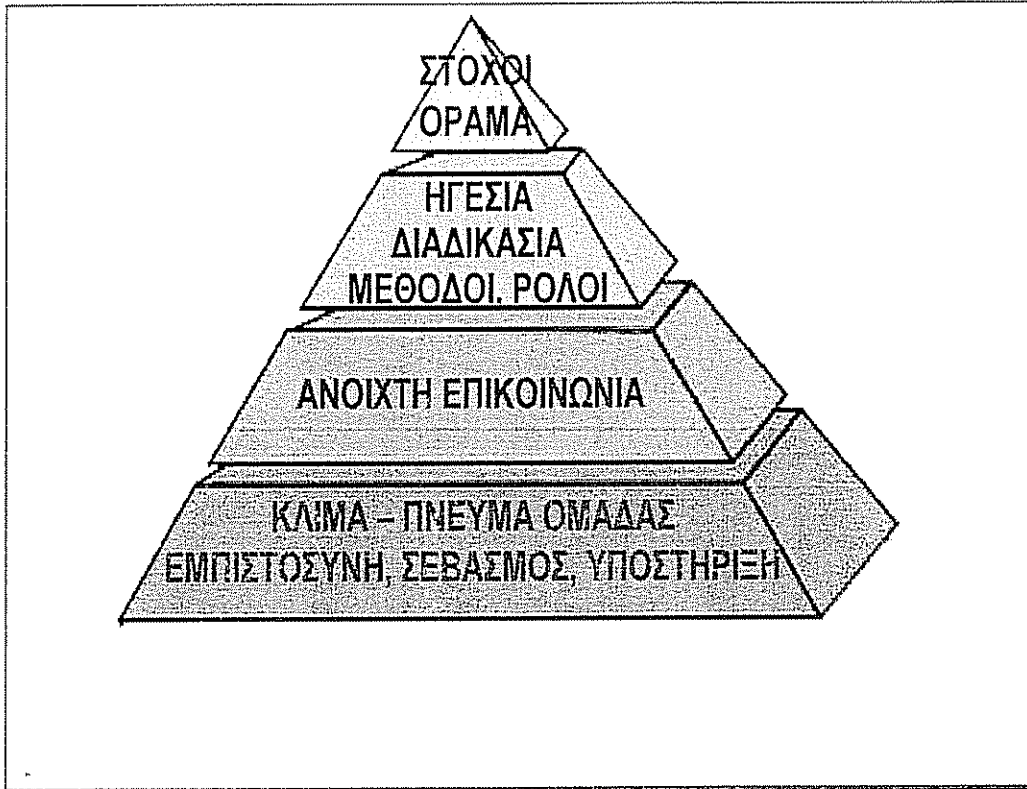 ΣΤΟΧΟΙ
ΟΡΑΜΑ
ΗΓΕΣΙΑ
ΔΙΑΔΙΚΑΣΙΑ
ΜΕΘΟΔΟΙ. ΡΟΛΟΙ
ΑΝΟΙΧΤΗ ΕΠΙΚΟΙΝΩΝΙΑ
ΚΛΙΜΑ – ΠΝΕΥΜΑ ΟΜΑΔΑΣ
ΕΜΠΙΣΤΟΣΥΝΗ, ΣΕΒΑΣΜΟΣ, ΥΠΟΣΤΗΡΙΞΗ